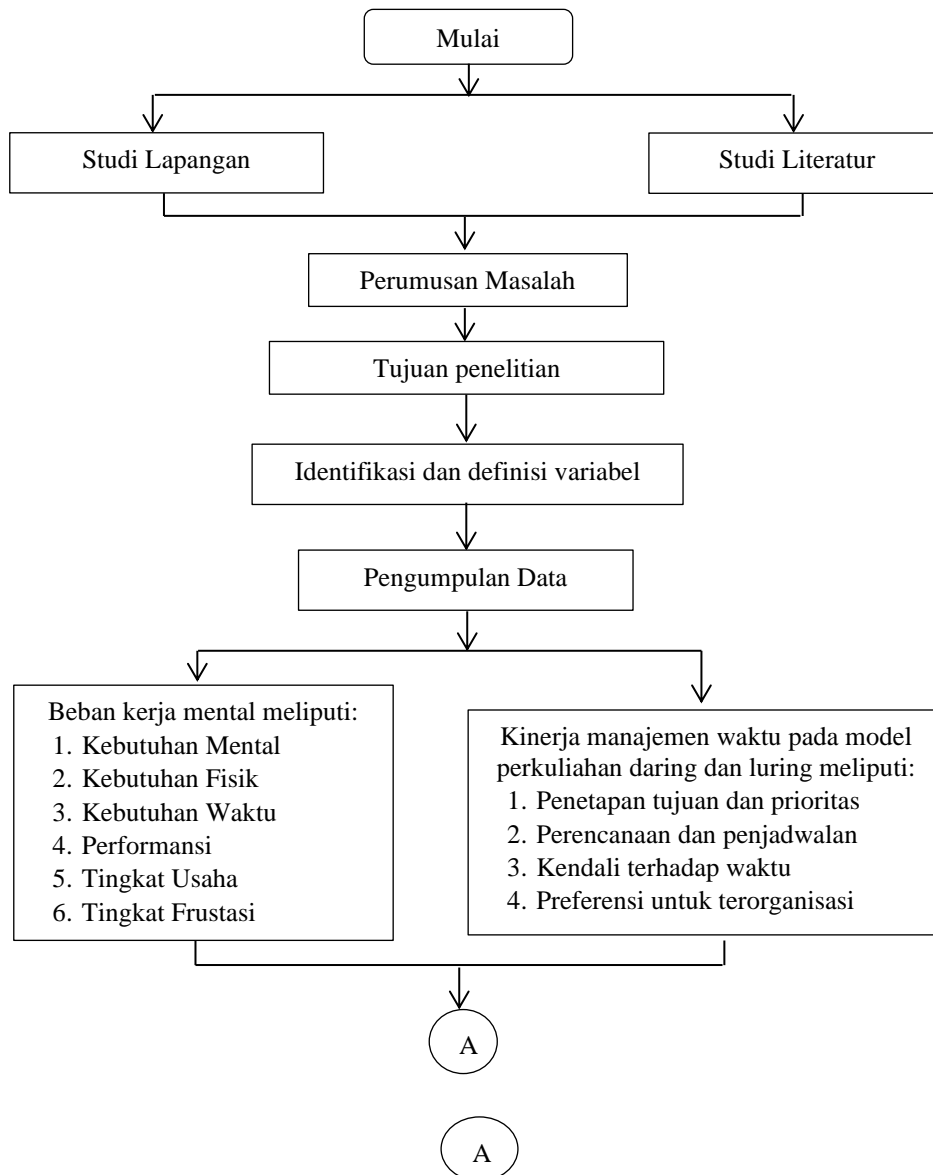 Mulai
Studi Lapangan
Studi Literatur
Perumusan Masalah
Tujuan penelitian
Identifikasi dan definisi variabel
Pengumpulan Data
Beban kerja mental meliputi:
1. Kebutuhan Mental
2. Kebutuhan Fisik
3. Kebutuhan Waktu
4. Performansi
5. Tingkat Usaha
6. Tingkat Frustasi
Kinerja manajemen waktu pada model
perkuliahan daring dan luring meliputi:
1. Penetapan tujuan dan prioritas
2. Perencanaan dan penjadwalan
3. Kendali terhadap waktu
4. Preferensi untuk terorganisasi
A
A